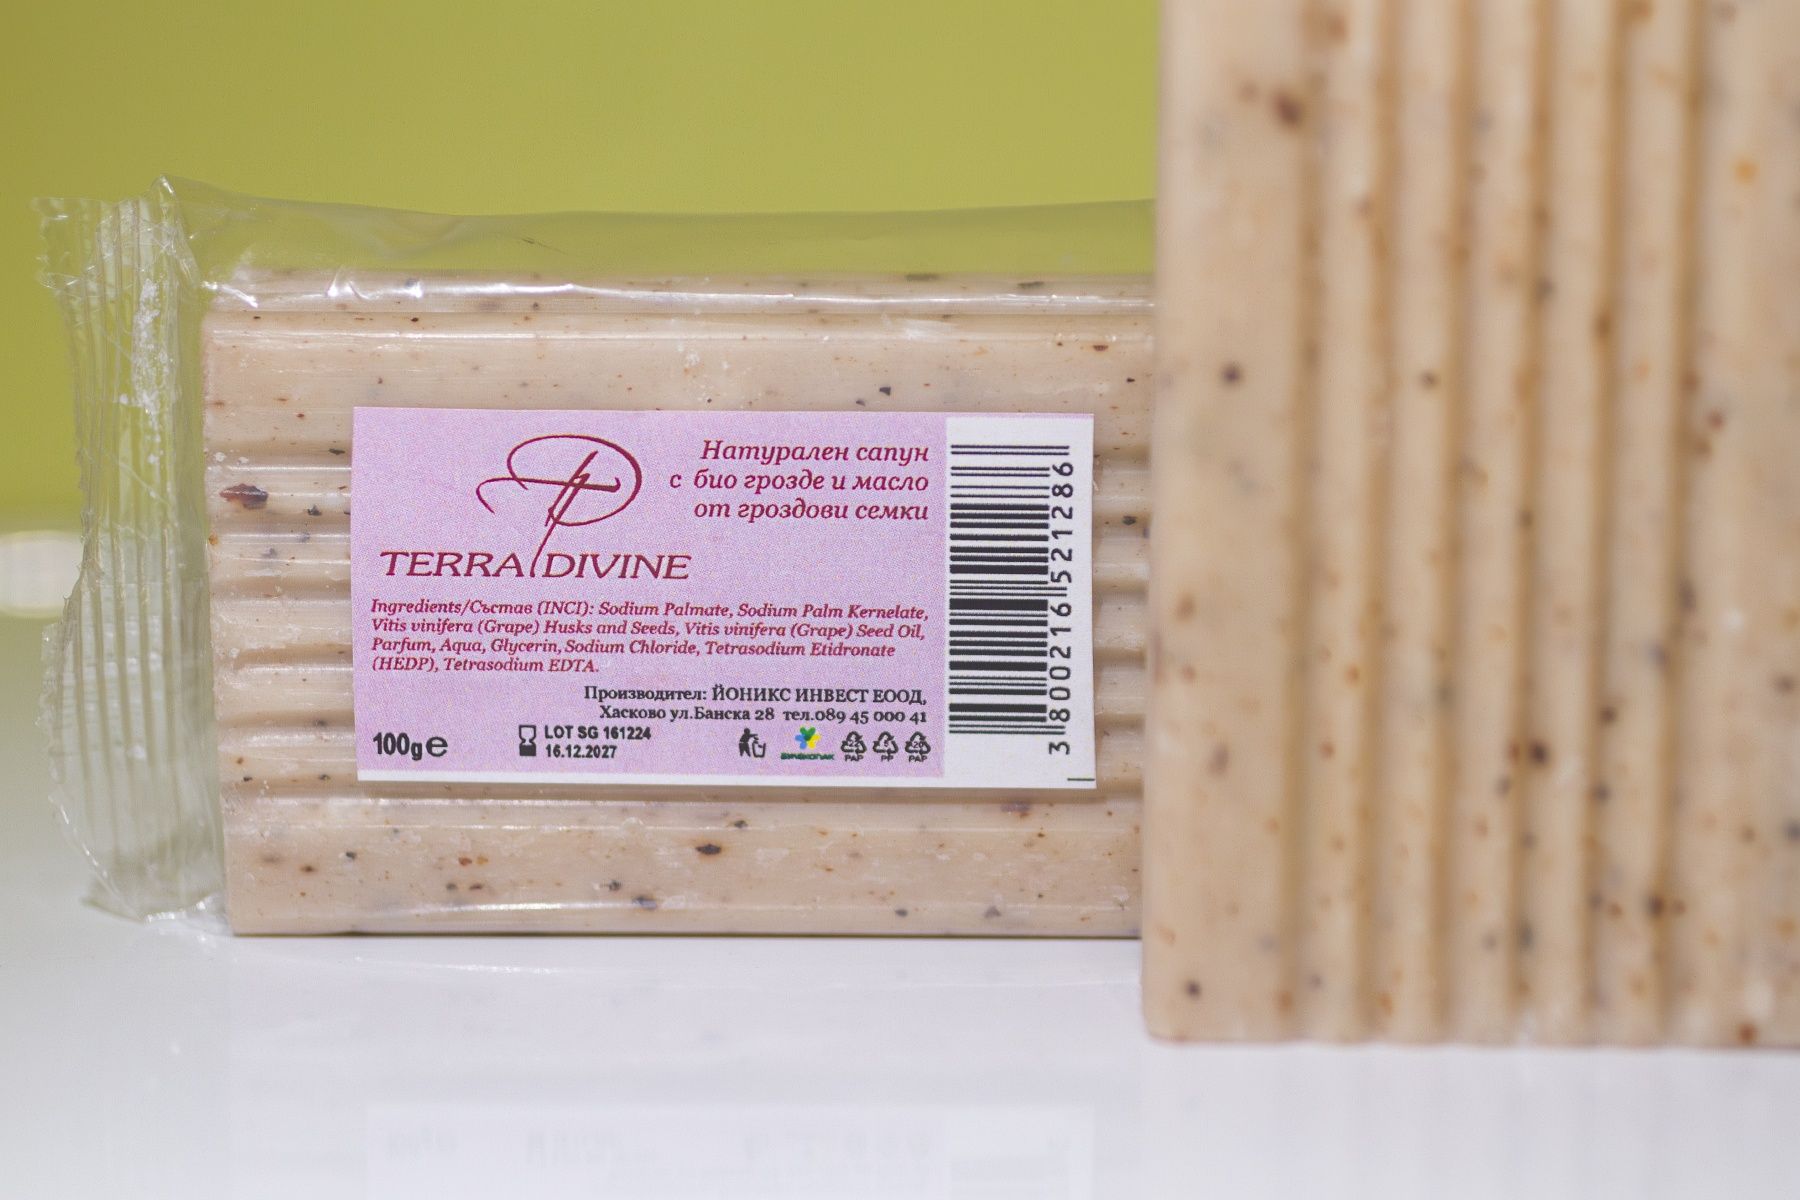 Натурален сапун
с био грозде и масло
от гроздови семки
TERRA DIVINE
Ingredients/Състав (INCI): Sodium Palmate, Sodium Palm Kernelate,
Vitis vinifera (Grape) Husks and Seeds, Vitis vinifera (Grape) Seed Oil,
Parfum, Aqua, Glycerin, Sodium Chloride, Tetrasodium Etidronate
(HEDP), Tetrasodium EDTA.
Производител: ЙОНИКС ИНВЕСТ ЕООД,
Хасково ул.Банска 28 тел.089 45 000 41
100g e
LOT SG 161224
16.12.2027
PAP PP PAP
3 800216 521286